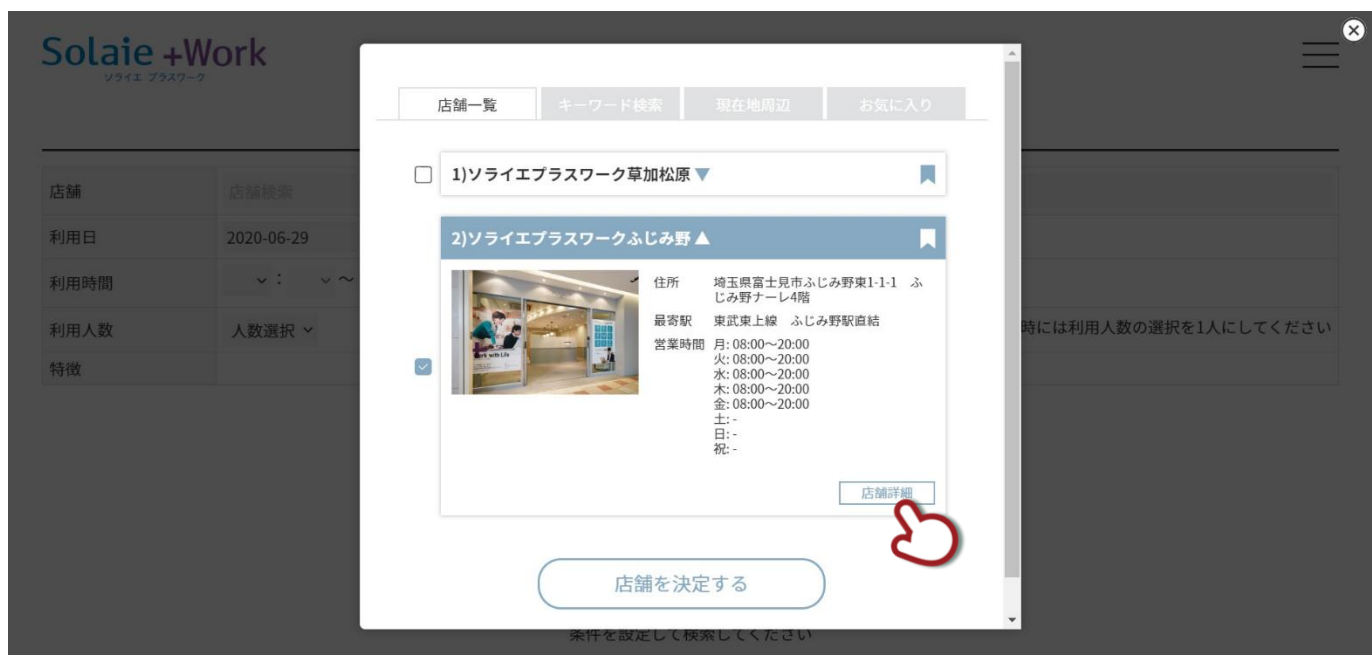 Solaie +Work
ソライエ プラスワーク
店舗一覧
キーワード検索
現在地周辺
お気に入り
店舗
店舗検索
利用日
2020-06-29
利用時間
： ～
利用人数
人数選択
時には利用人数の選択を1人にしてください
特徴
1)ソライエプラスワーク草加松原▼
2)ソライエプラスワークふじみ野▲
住所 埼玉県富士見市ふじみ野東1-1-1 ふ
じみ野ナーレ4階
最寄駅 東武東上線 ふじみ野駅直結
営業時間 月: 08:00～20:00
火: 08:00～20:00
水: 08:00～20:00
木: 08:00～20:00
金: 08:00～20:00
土: -
日: -
祝: -
店舗詳細
店舗を決定する
条件を設定して検索してください